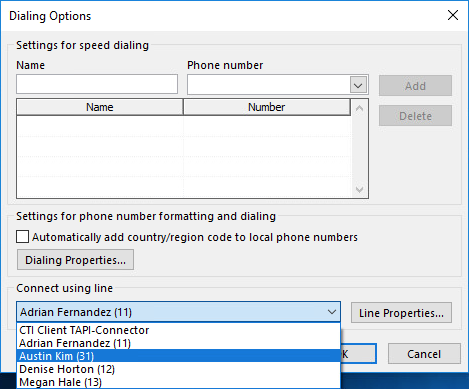 Dialing Options
Settings for speed dialing
Name Phone number
Add
Name Number
Delete
Settings for phone number formatting and dialing
Automatically add country/region code to local phone numbers
Dialing Properties...
Connect using line
Adrian Fernandez (11) Line Properties...
CTI Client TAPI-Connector
Adrian Fernandez (11)
Austin Kim (31)
Denise Horton (12)
Megan Hale (13)
K Cancel